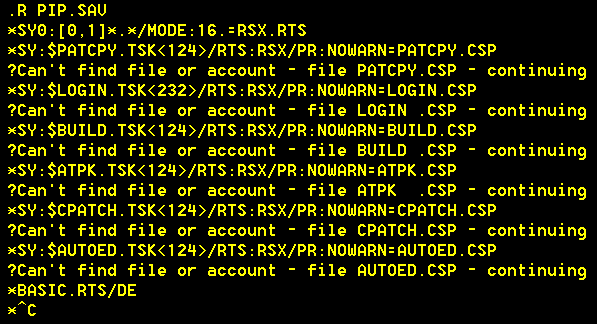 .R PIP.SAV
*SY0:[0,1]*.*/MODE:16.=RSX.RTS
*SY:$PATCPY.TSK<124>/RTS:RSX/PR:NOWARN=PATCPY.CSP
?Can't find file or account - file PATCPY.CSP - continuing
*SY:$LOGIN.TSK<232>/RTS:RSX/PR:NOWARN=LOGIN.CSP
?Can't find file or account - file LOGIN .CSP - continuing
*SY:$BUILD.TSK<124>/RTS:RSX/PR:NOWARN=BUILD.CSP
?Can't find file or account - file BUILD .CSP - continuing
*SY:$ATPK.TSK<124>/RTS:RSX/PR:NOWARN=ATPK.CSP
?Can't find file or account - file ATPK  .CSP - continuing
*SY:$CPATCH.TSK<124>/RTS:RSX/PR:NOWARN=CPATCH.CSP
?Can't find file or account - file CPATCH.CSP - continuing
*SY:$AUTOED.TSK<124>/RTS:RSX/PR:NOWARN=AUTOED.CSP
?Can't find file or account - file AUTOED.CSP - continuing
*BASIC.RTS/DE
*^C